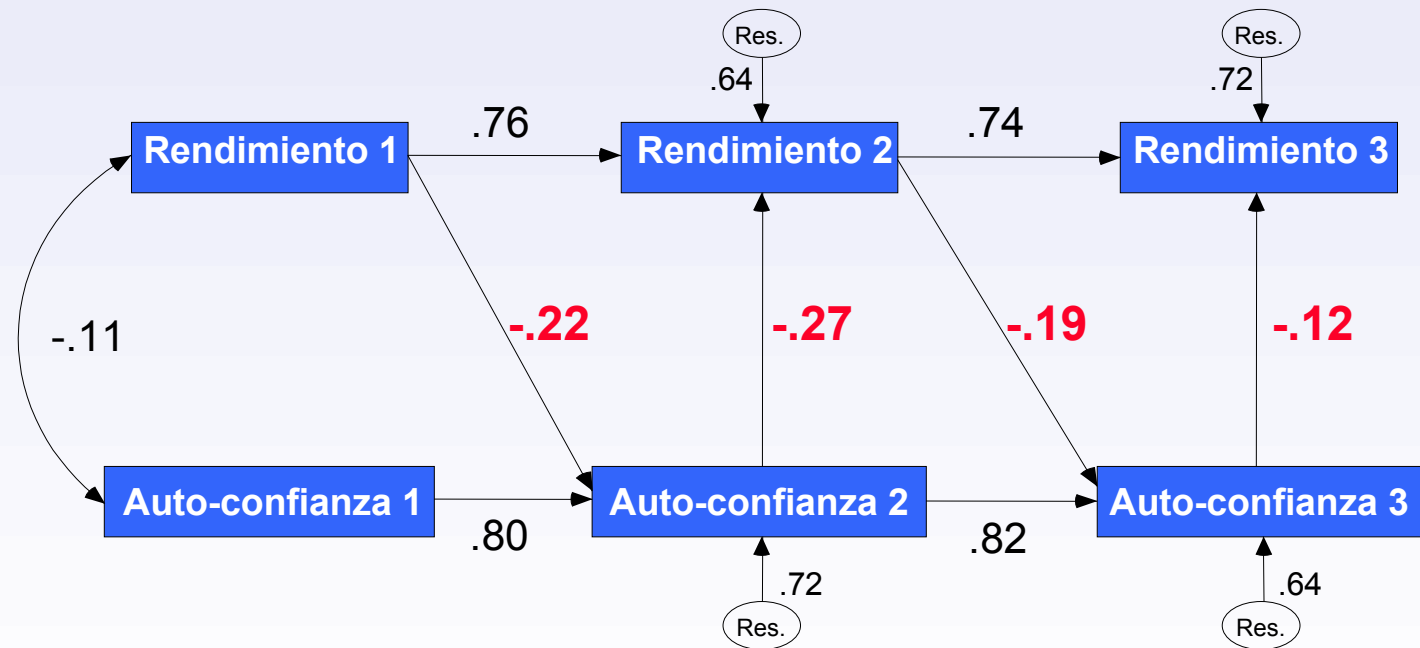 Res.
Res.
.64
.72
.76
.74
Rendimiento 1
Rendimiento 2
Rendimiento 3
-.11
-.22
-.27
-.19
-.12
Auto-confianza 1
Auto-confianza 2
Auto-confianza 3
.80
.82
.72
.64
Res.
Res.